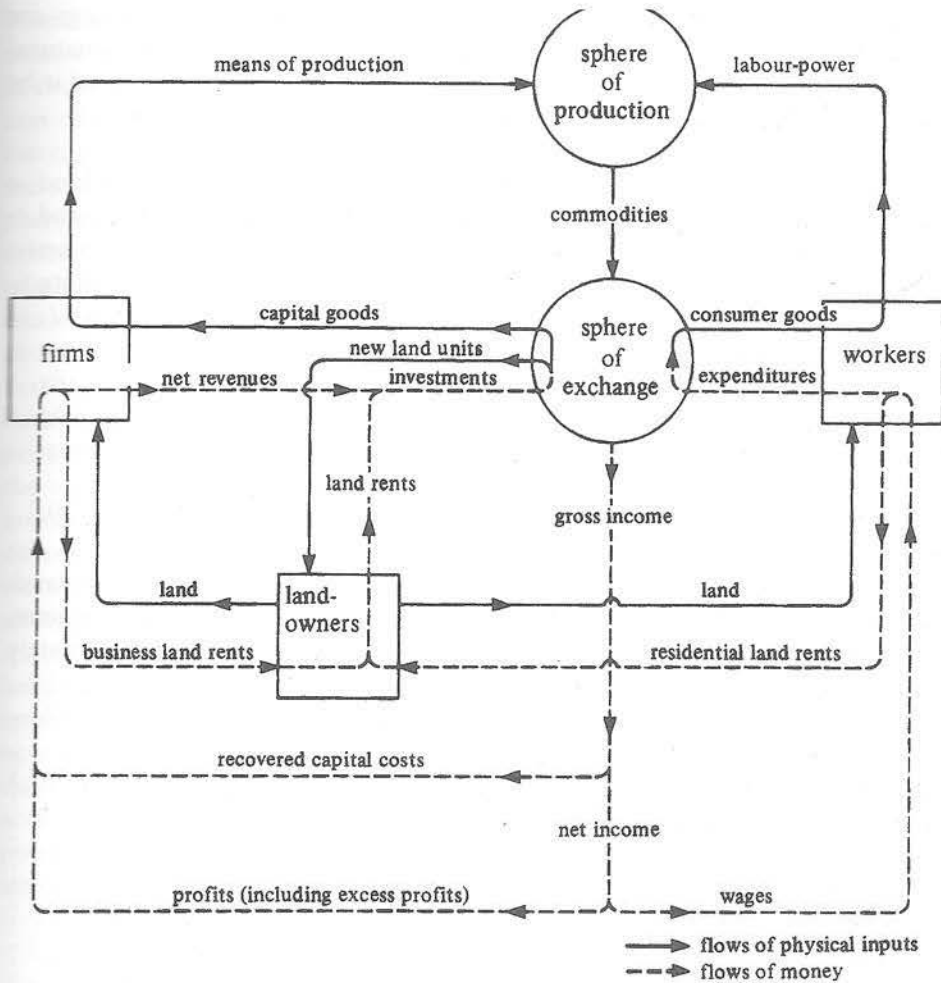 means of production
sphere
of
production
labour-power
commodities
capital goods
sphere
of
exchange
consumer goods
firms
new land units
workers
net revenues
investments
expenditures
land rents
gross income
land
land-
owners
land
business land rents
residential land rents
recovered capital costs
net income
profits (including excess profits)
wages
flows of physical inputs
flows of money